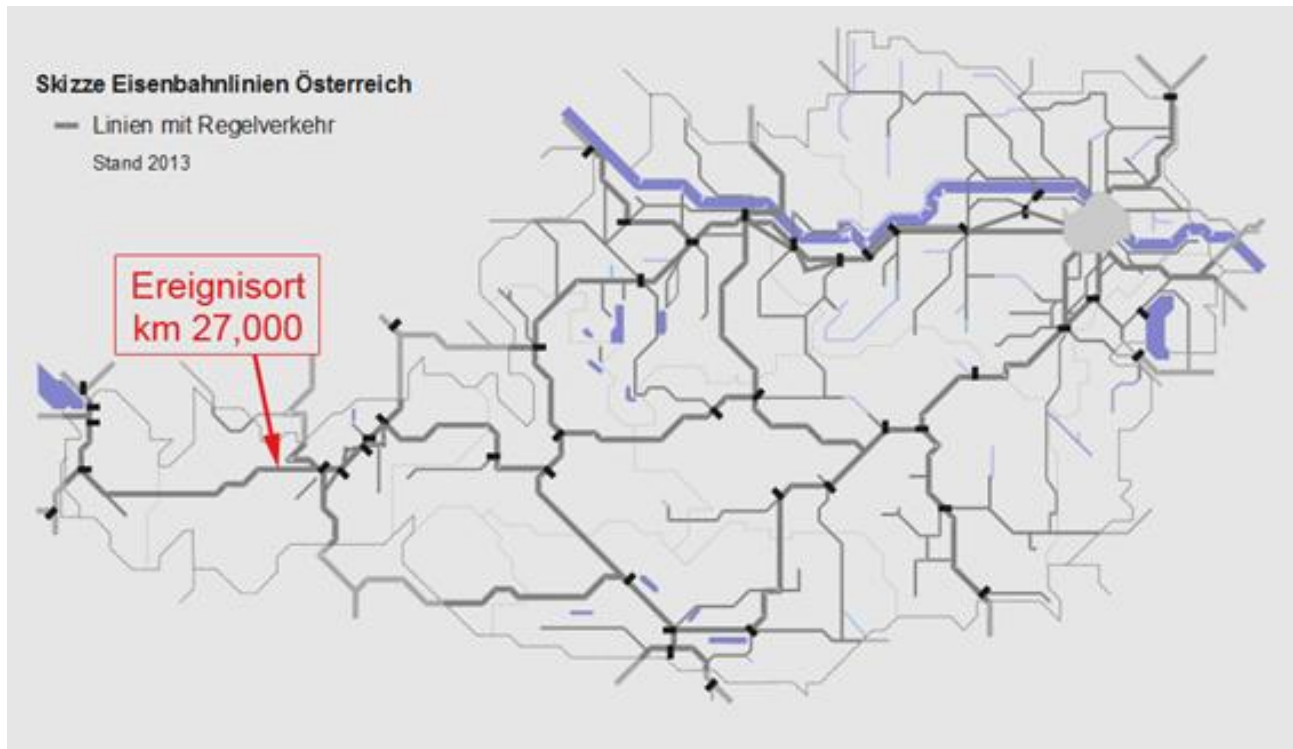 Skizze Eisenbahnlinien Österreich
Linien mit Regelverkehr
Stand 2013
Ereignisort
km 27,000